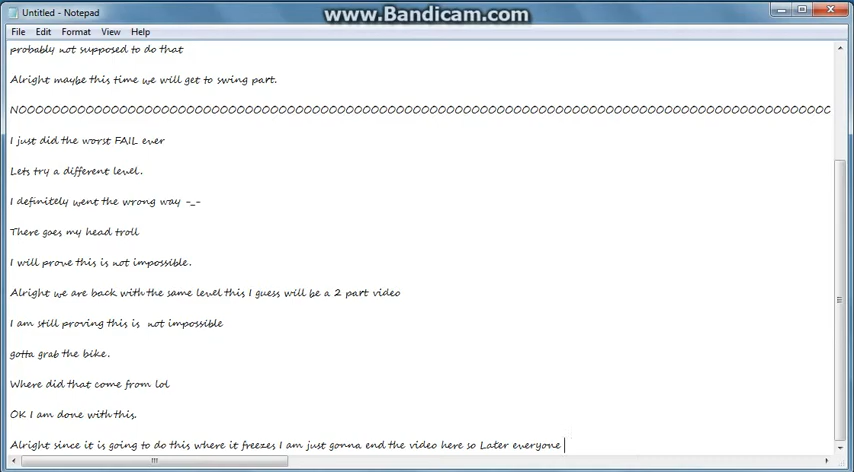 www.Bandicam.com
Untitled - Notepad
File Edit Format View Help
probably not supposed to do that
Alright maybe this time we will get to swing part.
NOOOOOOOOOOOOOOOOOOOOOOOOOOOOOOOOOOOOOOOOOOOOOOOOOOOOOOOOOOOOOOOOOOOOOOOOOOOOOOOOOOOOOOOOOOOOOOOO
I just did the worst FAIL ever
Lets try a different level.
I definitely went the wrong way -_-
There goes my head troll
I will prove this is not impossible.
Alright we are back with the same level this I guess will be a 2 part video
I am still proving this is  not impossible
gotta grab the bike.
Where did that come from lol
OK I am done with this.
Alright since it is going to do this where it freezes I am just gonna end the video here so Later everyone